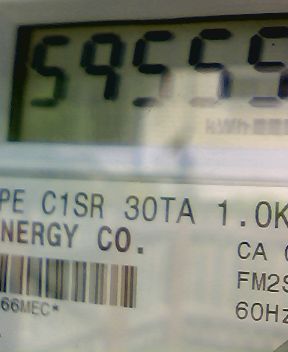 59555
kWh
PE C1SR 30TA 1.0K
NERGY CO.
CA
FM2S
66MEC*
60Hz